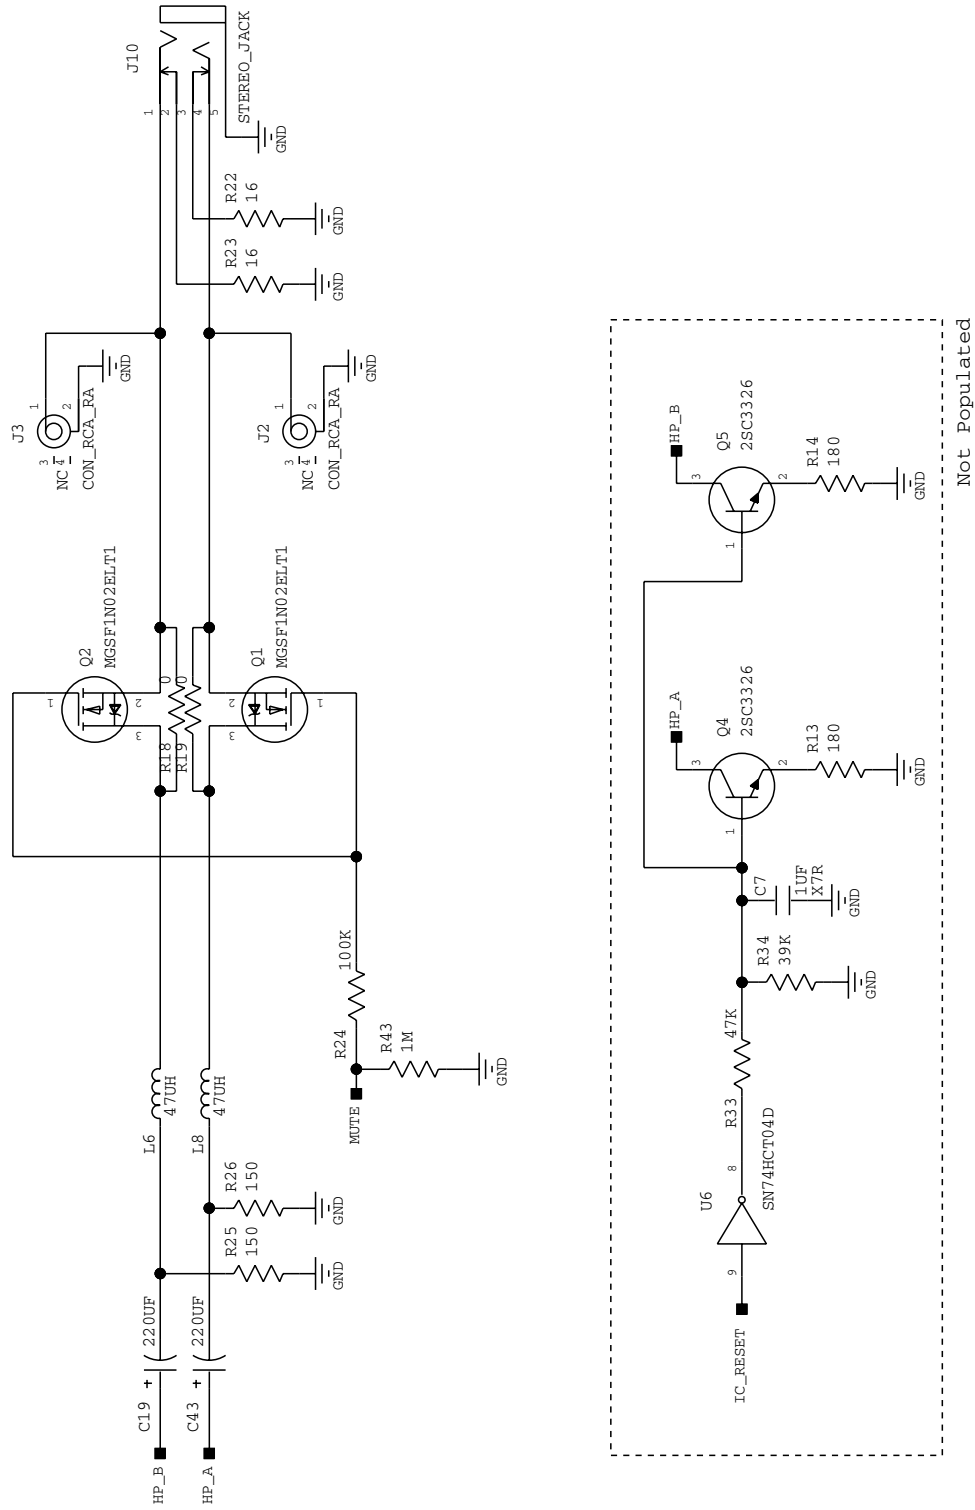 HP_B
HP_A
C19
+
220UF
C43
+
220UF
R25
150
GND
R26
150
GND
L6
47UH
L8
47UH
MUTE
R24
100K
R43
1M
GND
Q2
MGSF1N02ELT1
1
2
3
R18
0
R19
0
Q1
MGSF1N02ELT1
1
2
3
J3
1
2
3
4
NC
CON_RCA_RA
GND
J2
1
2
3
4
NC
CON_RCA_RA
GND
R23
16
GND
R22
16
GND
J10
1
2
3
4
5
STEREO_JACK
GND
IC_RESET
9
U6
8
SN74HCT04D
R33
47K
R34
39K
GND
C7
1UF
X7R
GND
HP_A
Q4
2SC3326
1
2
3
R13
180
GND
HP_B
Q5
2SC3326
1
2
3
R14
180
GND
Not Populated